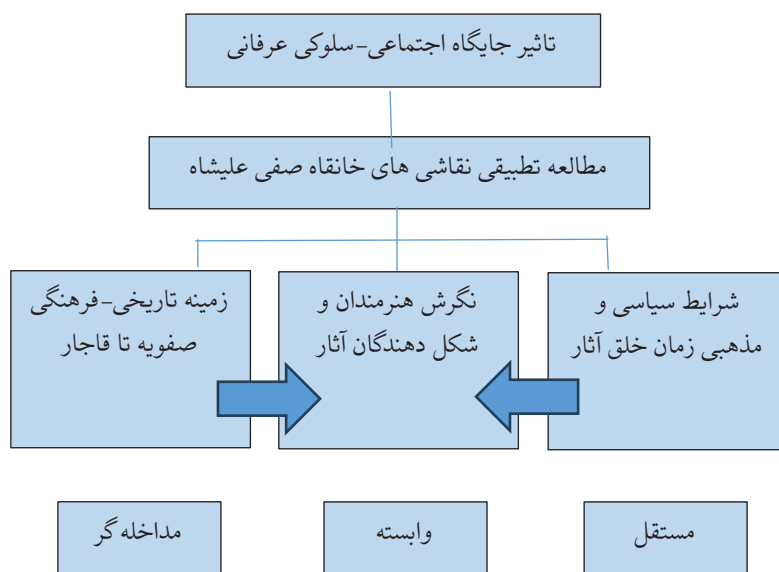 تاثیر جایگاه اجتماعی-سلوکی عرفانی
مطالعه تطبیقی نقاشی های خانقاه صفی علیشاه
شرایط سیاسی و
مذهبی زمان خلق آثار
نگرش هنرمندان و
شکل دهندگان آثار
زمینه تاریخی-فرهنگی
صفویه تا قاجار
مستقل
وابسته
مداخله گر